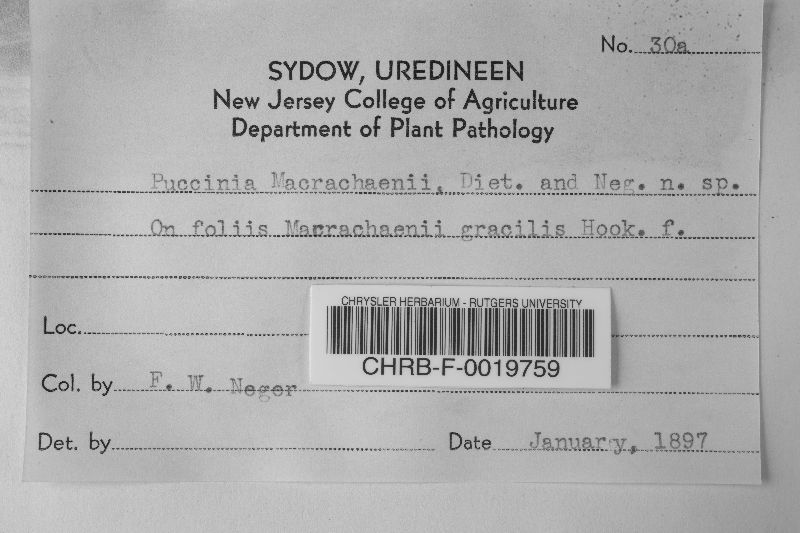 No. 30a
SYDOW, UREDINEEN
New Jersey College of Agriculture
Department of Plant Pathology
Puccinia Macrachaenii, Diet. and Neg. n. sp.
On foliis Macrachaenii gracilis Hook. f.
Loc.
CHRYSLER HERBARIUM - RUTGERS UNIVERSITY
CHRB-F-0019759
Col. by F. W. Neger
Det. by
Date January, 1897